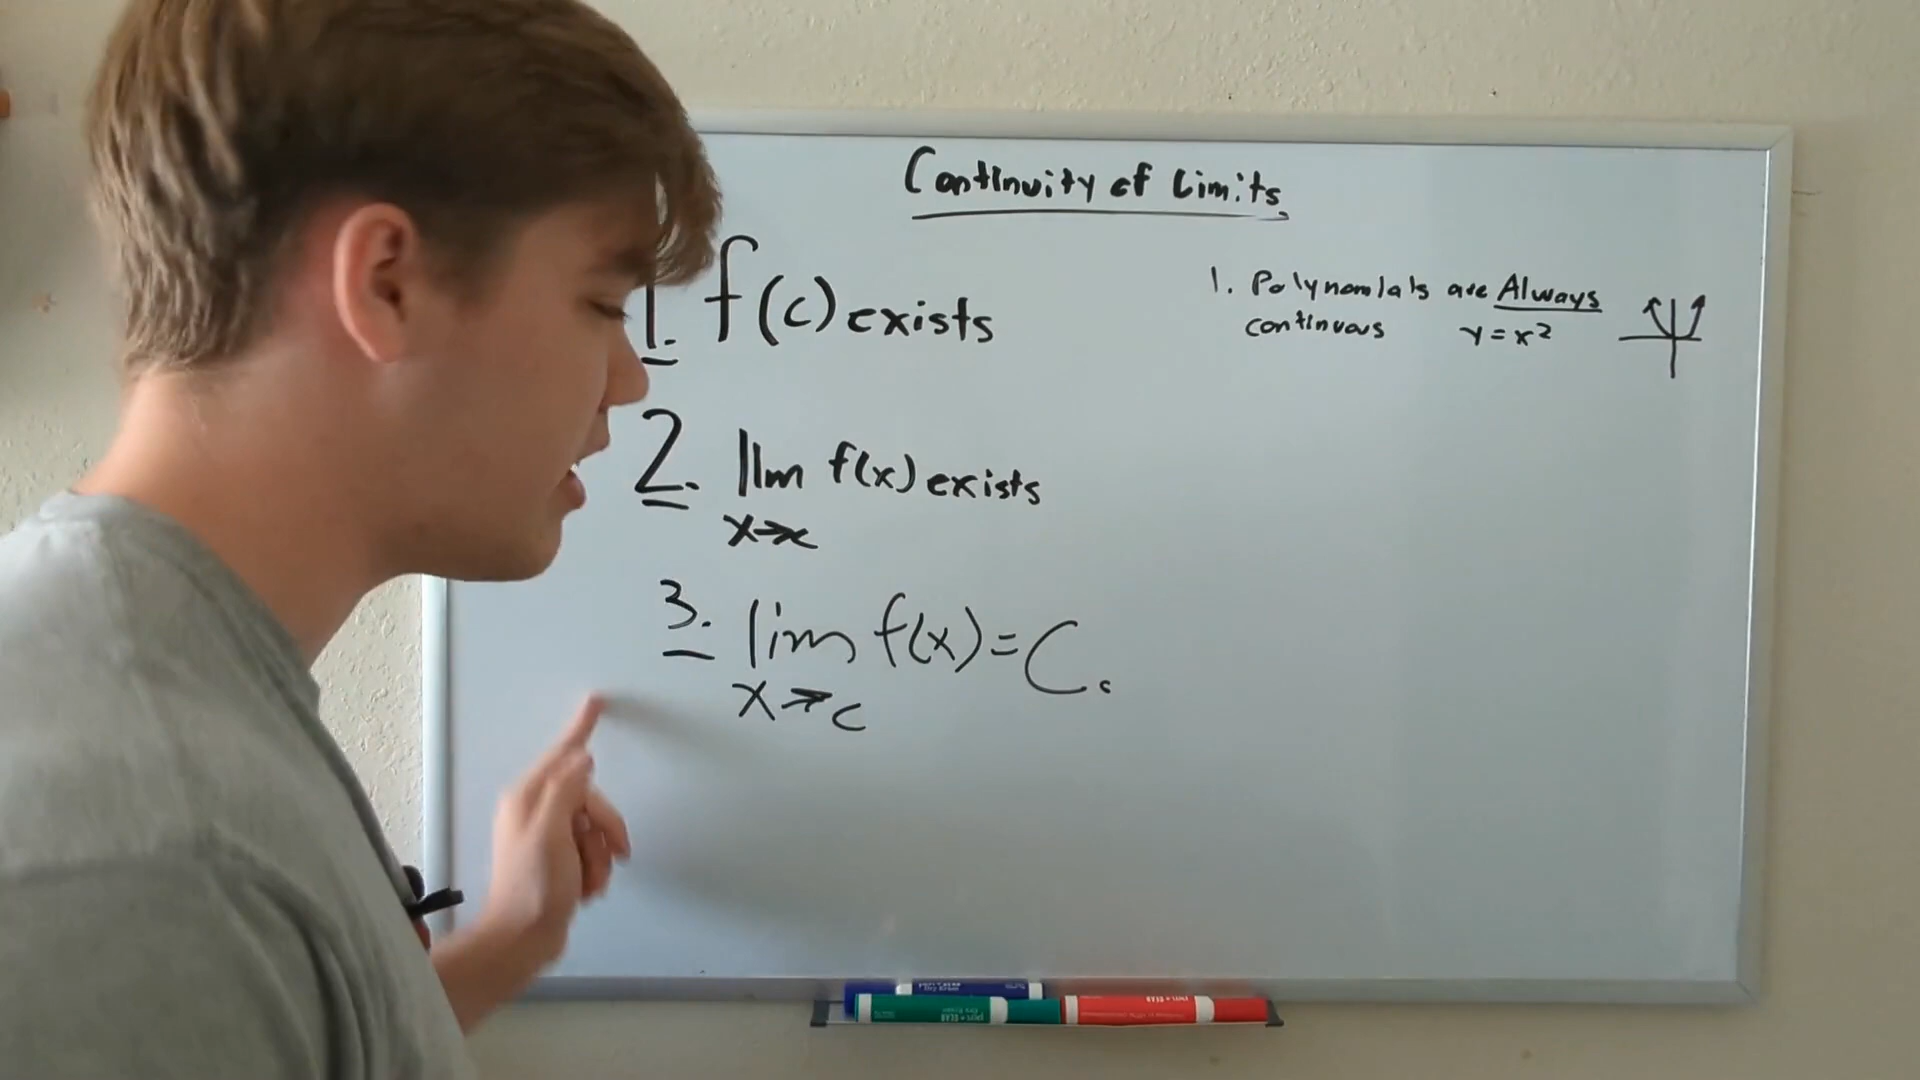 Continuity of Limits
1. f(c) exists
2. lim f(x) exists
x→x
3. lim f(x) = C.
x→c
1. Polynomials are Always
continuous y=x²